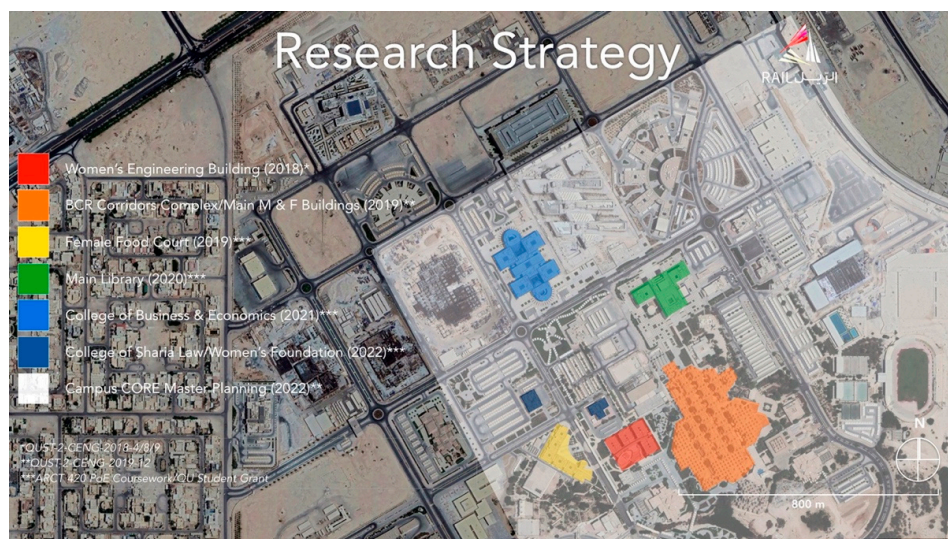 Research Strategy
RAIL الريـل
Women's Engineering Building (2018)*
BCR Corridors Complex/Main M & F Buildings (2019)**
Female Food Court (2019)***
Main Library (2020)***
College of Business & Economics (2021)***
College of Sharia Law/Women's Foundation (2022)***
Campus CORE Master Planning (2022)**
*QUST-2-CENG-2018-4/8/9
**QUST-2-CENG-2019-12
***ARCT 420 PoE Coursework/QU Student Grant
N
800 m